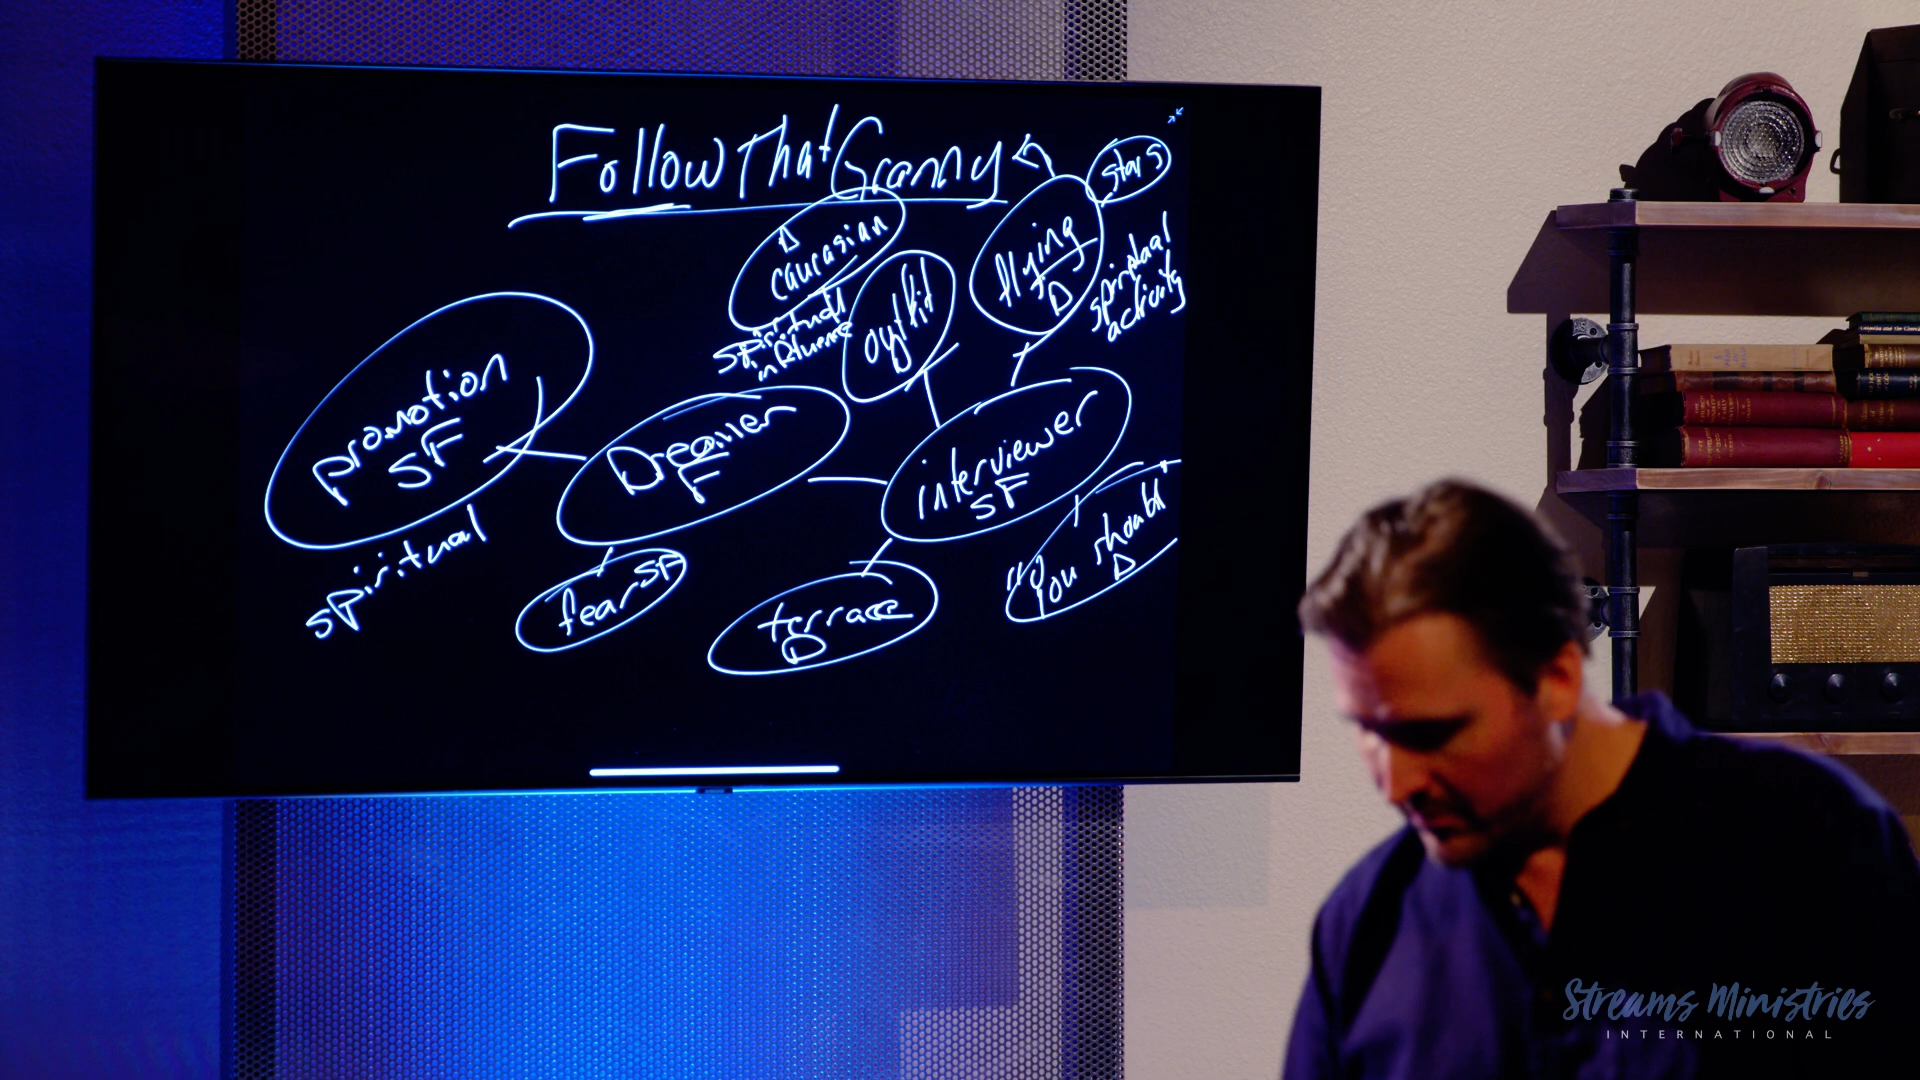 Follow That Granny
stars
D
caucasian
spiritual
influence
flying
D
spiritual
activity
promotion
SF
spiritual
Dreamer
F
interviewer
SF
fear SF
terrace
D
"You should
D
Streams Ministries
INTERNATIONAL